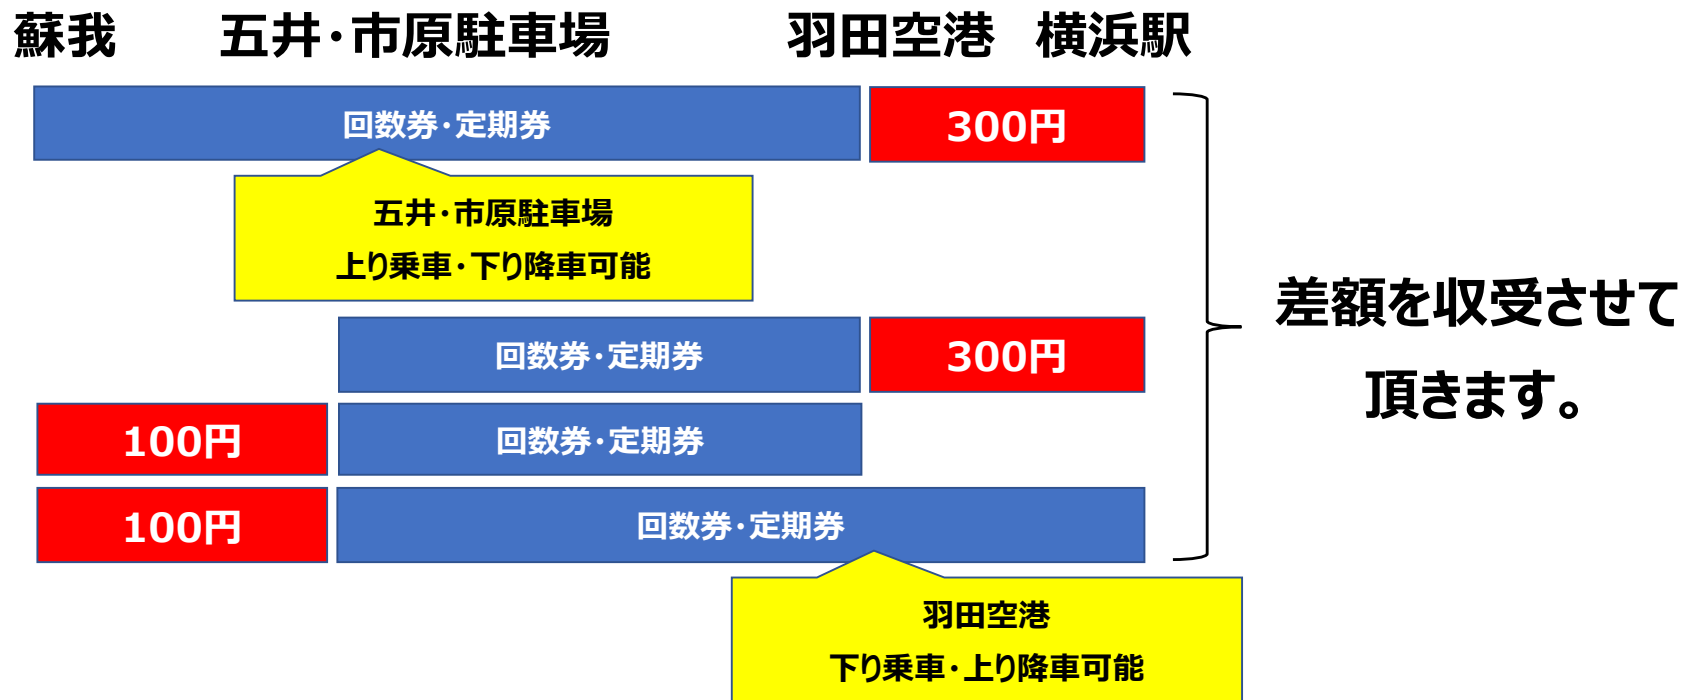 蘇我 五井・市原駐車場 羽田空港 横浜駅
回数券・定期券 300円
五井・市原駐車場
上り乗車・下り降車可能
回数券・定期券 300円
100円 回数券・定期券
100円 回数券・定期券
羽田空港
下り乗車・上り降車可能
差額を収受させて
頂きます。